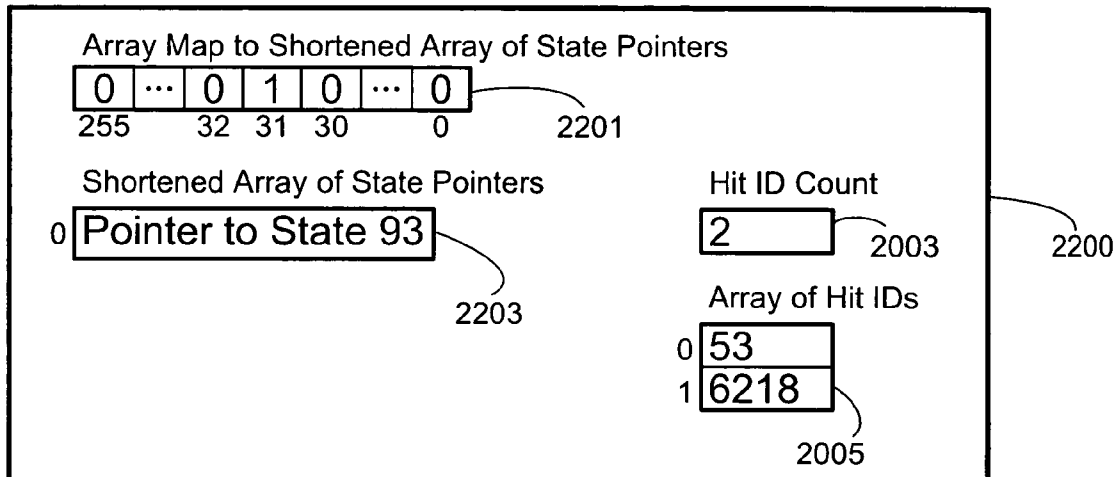 Array Map to Shortened Array of State Pointers
0 ... 0 1 0 ... 0
255 32 31 30 0
2201
Shortened Array of State Pointers
0 Pointer to State 93
2203
Hit ID Count
2
2003
2200
Array of Hit IDs
0 53
1 6218
2005